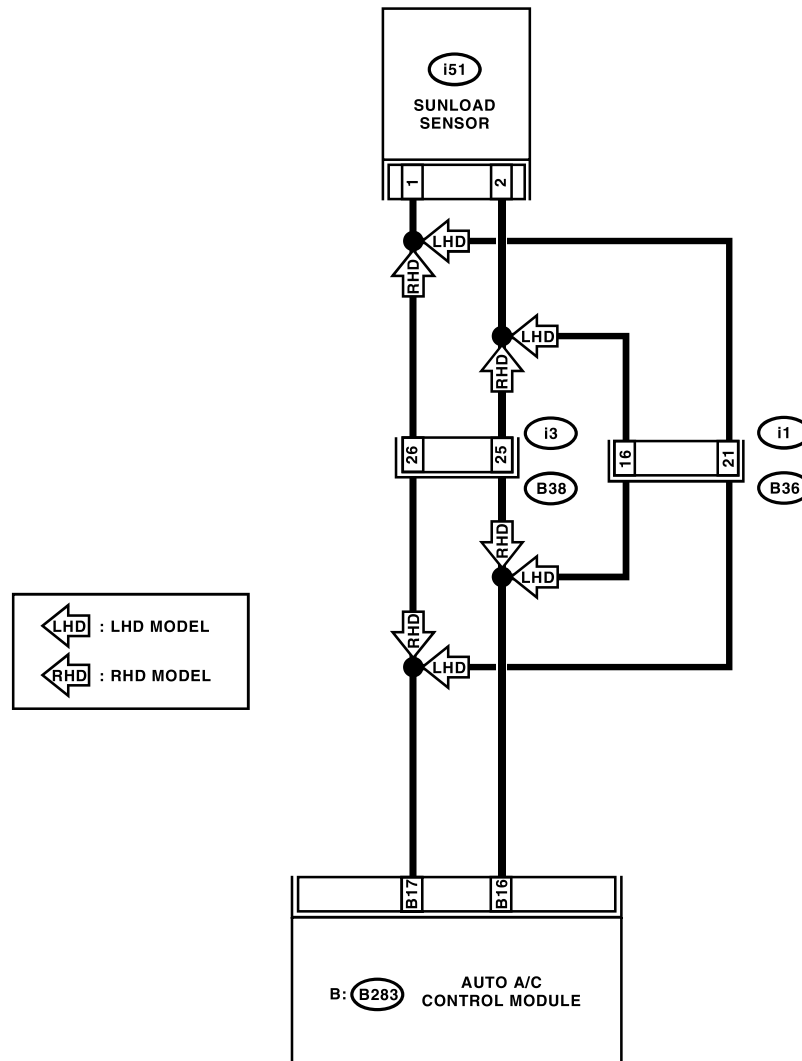 i51
SUNLOAD
SENSOR
1
2
LHD
RHD
LHD
RHD
i3
i1
26
25
16
21
B38
B36
RHD
LHD
RHD
LHD
LHD : LHD MODEL
RHD : RHD MODEL
B17
B16
B: B283
AUTO A/C
CONTROL MODULE